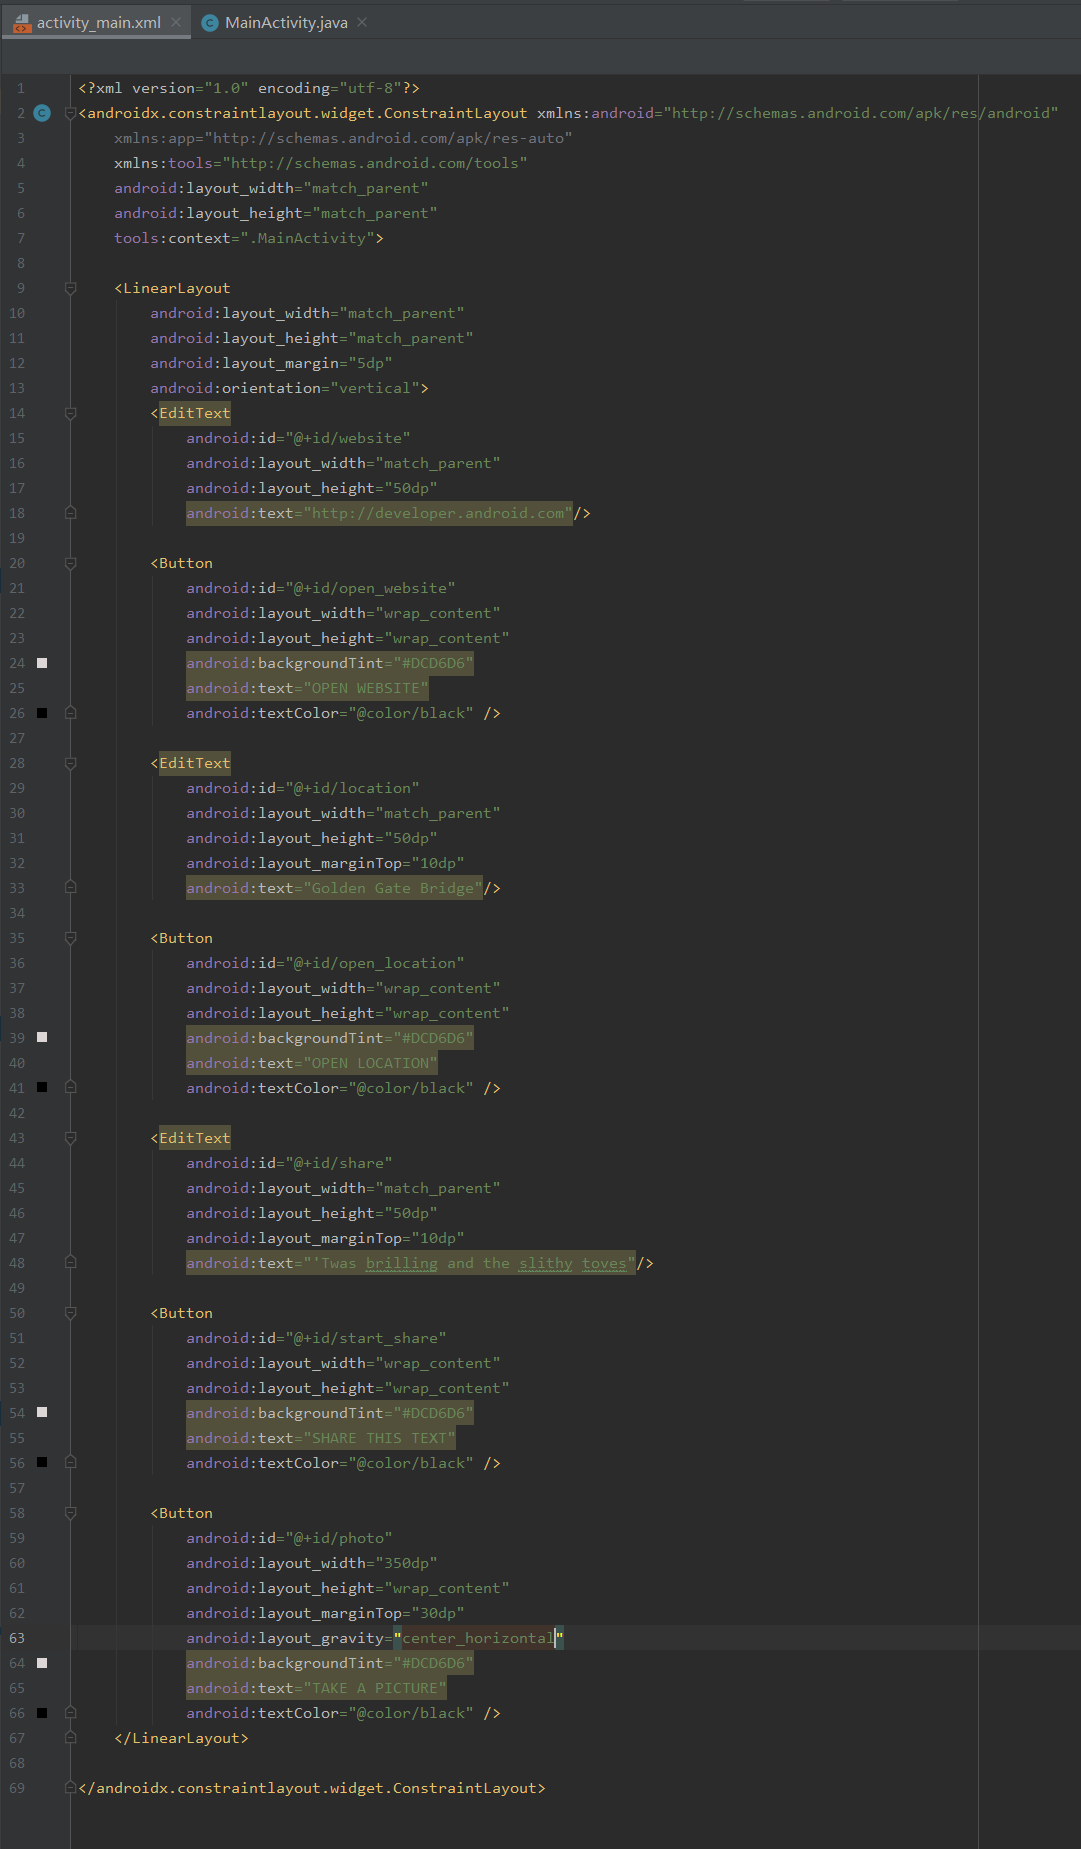 activity_main.xml MainActivity.java
1 <?xml version="1.0" encoding="utf-8"?>
2 <androidx.constraintlayout.widget.ConstraintLayout xmlns:android="http://schemas.android.com/apk/res/android"
3 xmlns:app="http://schemas.android.com/apk/res-auto"
4 xmlns:tools="http://schemas.android.com/tools"
5 android:layout_width="match_parent"
6 android:layout_height="match_parent"
7 tools:context=".MainActivity">
8
9 <LinearLayout
10 android:layout_width="match_parent"
11 android:layout_height="match_parent"
12 android:layout_margin="5dp"
13 android:orientation="vertical">
14 <EditText
15 android:id="@+id/website"
16 android:layout_width="match_parent"
17 android:layout_height="50dp"
18 android:text="http://developer.android.com"/>
19
20 <Button
21 android:id="@+id/open_website"
22 android:layout_width="wrap_content"
23 android:layout_height="wrap_content"
24 android:backgroundTint="#DCD6D6"
25 android:text="OPEN WEBSITE"
26 android:textColor="@color/black" />
27
28 <EditText
29 android:id="@+id/location"
30 android:layout_width="match_parent"
31 android:layout_height="50dp"
32 android:layout_marginTop="10dp"
33 android:text="Golden Gate Bridge"/>
34
35 <Button
36 android:id="@+id/open_location"
37 android:layout_width="wrap_content"
38 android:layout_height="wrap_content"
39 android:backgroundTint="#DCD6D6"
40 android:text="OPEN LOCATION"
41 android:textColor="@color/black" />
42
43 <EditText
44 android:id="@+id/share"
45 android:layout_width="match_parent"
46 android:layout_height="50dp"
47 android:layout_marginTop="10dp"
48 android:text="'Twas brilling and the slithy toves"/>
49
50 <Button
51 android:id="@+id/start_share"
52 android:layout_width="wrap_content"
53 android:layout_height="wrap_content"
54 android:backgroundTint="#DCD6D6"
55 android:text="SHARE THIS TEXT"
56 android:textColor="@color/black" />
57
58 <Button
59 android:id="@+id/photo"
60 android:layout_width="350dp"
61 android:layout_height="wrap_content"
62 android:layout_marginTop="30dp"
63 android:layout_gravity="center_horizontal"
64 android:backgroundTint="#DCD6D6"
65 android:text="TAKE A PICTURE"
66 android:textColor="@color/black" />
67 </LinearLayout>
68
69 </androidx.constraintlayout.widget.ConstraintLayout>